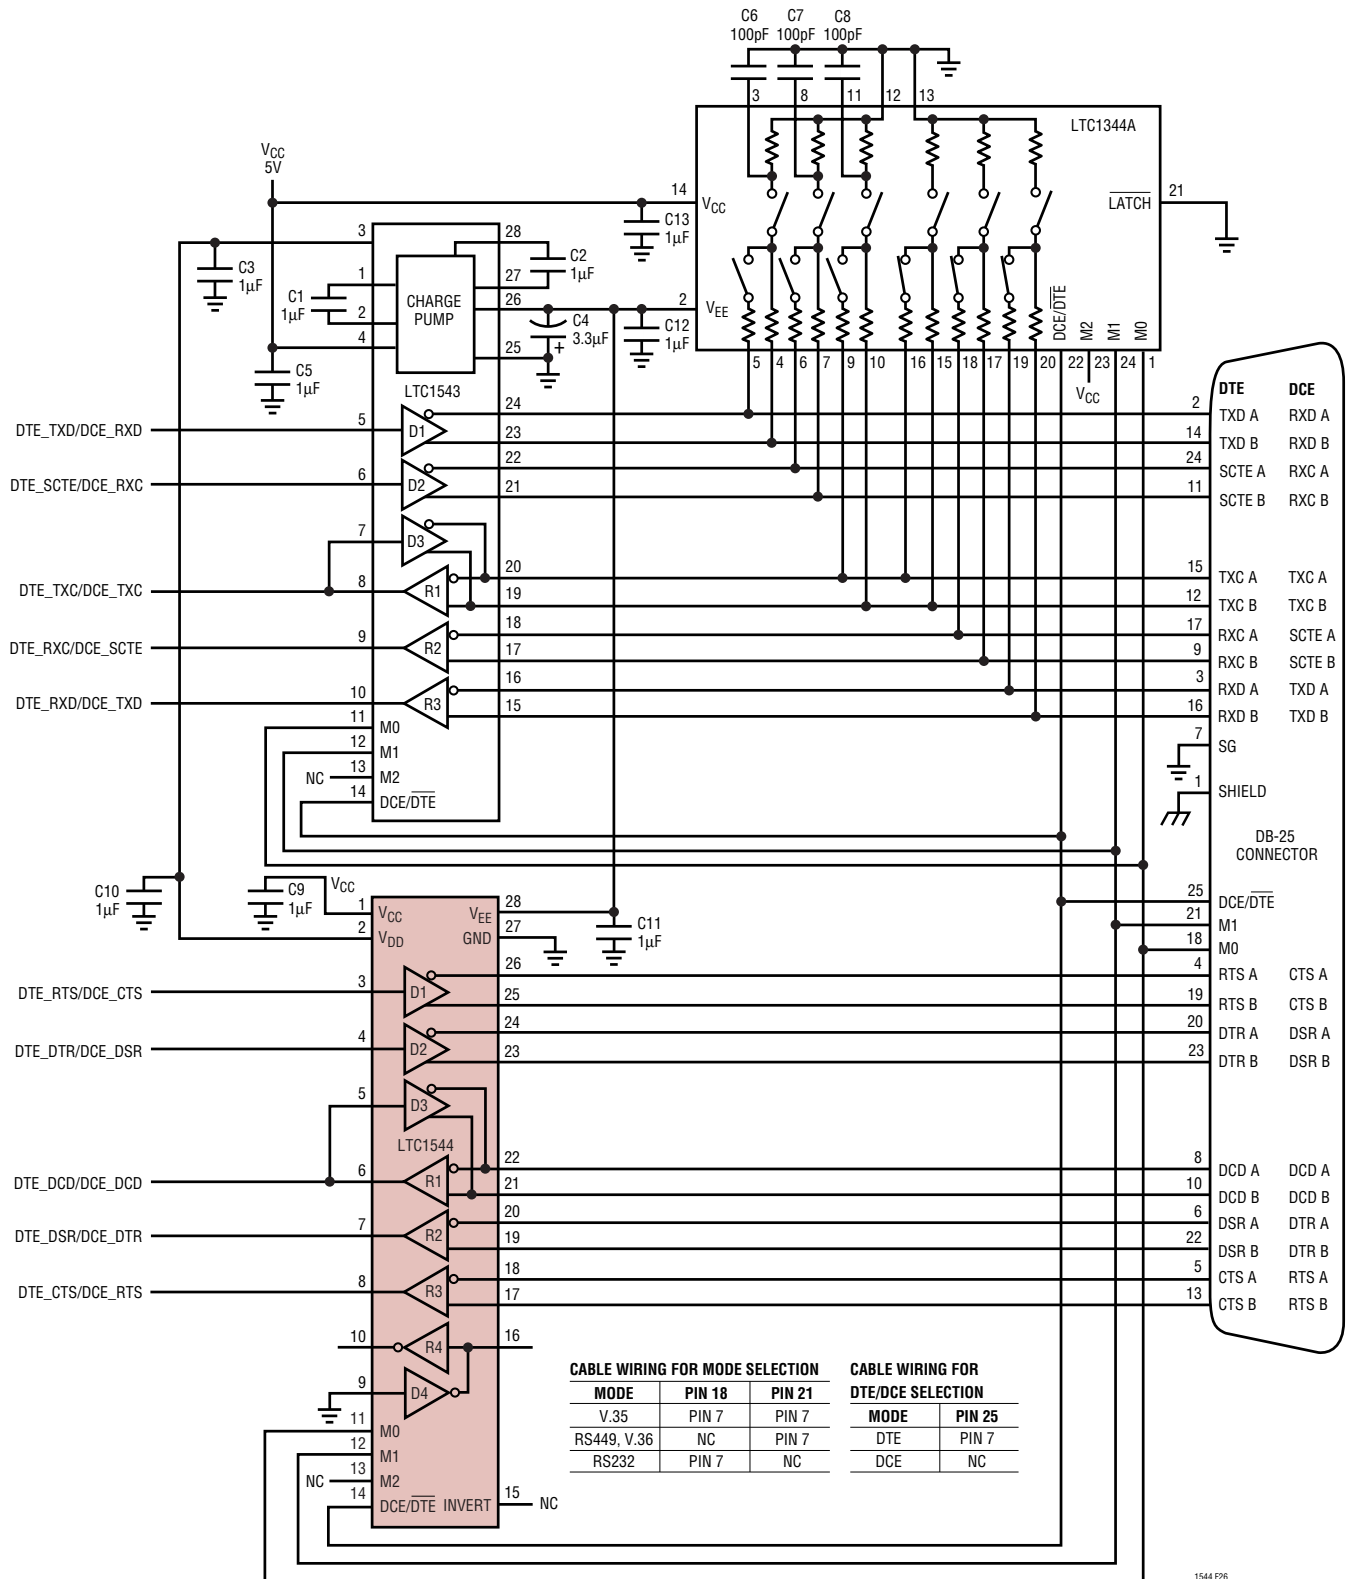 C6 C7 C8
100pF 100pF 100pF
3 8 11 12 13
LTC1344A
VCC
5V
14
VCC
LATCH
21
C13
1µF
3
28
C3
1µF
C2
1µF
27
1
C1
1µF
2
CHARGE
PUMP
26
2
VEE
C4
3.3µF
+
C12
1µF
DCE/DTE
M2
M1
M0
4
25
C5
1µF
LTC1543
5 4 6 7 9 10 16 15 18 17 19 20 22 23 24 1
VCC
DTE DCE
DTE_TXD/DCE_RXD 5 D1 24 2 TXD A RXD A
23 14 TXD B RXD B
DTE_SCTE/DCE_RXC 6 D2 22 24 SCTE A RXC A
21 11 SCTE B RXC B
7 D3
DTE_TXC/DCE_TXC 8 R1 20 15 TXC A TXC A
19 12 TXC B TXC B
DTE_RXC/DCE_SCTE 9 R2 18 17 RXC A SCTE A
17 9 RXC B SCTE B
DTE_RXD/DCE_TXD 10 R3 16 3 RXD A TXD A
15 16 RXD B TXD B
11 M0
12 M1
NC 13 M2
14 DCE/DTE
7 SG
1 SHIELD
DB-25
CONNECTOR
C10
1µF
C9
1µF
VCC
1 VCC VEE 28
2 VDD GND 27
C11
1µF
25 DCE/DTE
21 M1
18 M0
DTE_RTS/DCE_CTS 3 D1 26 4 RTS A CTS A
25 19 RTS B CTS B
DTE_DTR/DCE_DSR 4 D2 24 20 DTR A DSR A
23 23 DTR B DSR B
5 D3
LTC1544
DTE_DCD/DCE_DCD 6 R1 22 8 DCD A DCD A
21 10 DCD B DCD B
DTE_DSR/DCE_DTR 7 R2 20 6 DSR A DTR A
19 22 DSR B DTR B
DTE_CTS/DCE_RTS 8 R3 18 5 CTS A RTS A
17 13 CTS B RTS B
10 R4 16
9 D4
11 M0
12 M1
NC 13 M2
14 DCE/DTE INVERT 15 NC
CABLE WIRING FOR MODE SELECTION
MODE PIN 18 PIN 21
V.35 PIN 7 PIN 7
RS449, V.36 NC PIN 7
RS232 PIN 7 NC
CABLE WIRING FOR
DTE/DCE SELECTION
MODE PIN 25
DTE PIN 7
DCE NC
1544 F26